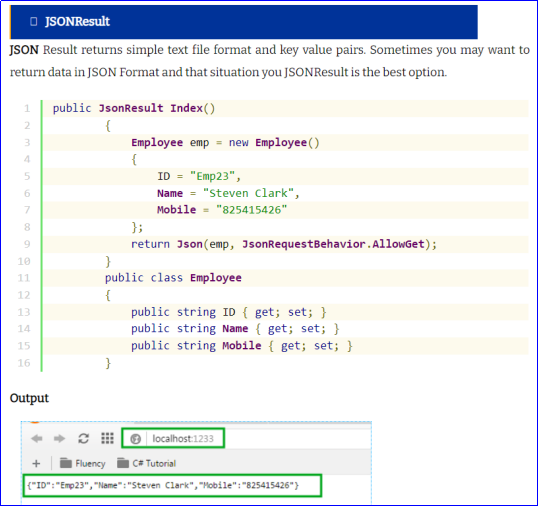 JSONResult
JSON Result returns simple text file format and key value pairs. Sometimes you may want to
return data in JSON Format and that situation you JSONResult is the best option.
1 public JsonResult Index()
2 {
3 Employee emp = new Employee()
4 {
5 ID = "Emp23",
6 Name = "Steven Clark",
7 Mobile = "825415426"
8 };
9 return Json(emp, JsonRequestBehavior.AllowGet);
10 }
11 public class Employee
12 {
13 public string ID { get; set; }
14 public string Name { get; set; }
15 public string Mobile { get; set; }
16 }
Output
localhost:1233
Fluency C# Tutorial
{"ID":"Emp23","Name":"Steven Clark","Mobile":"825415426"}